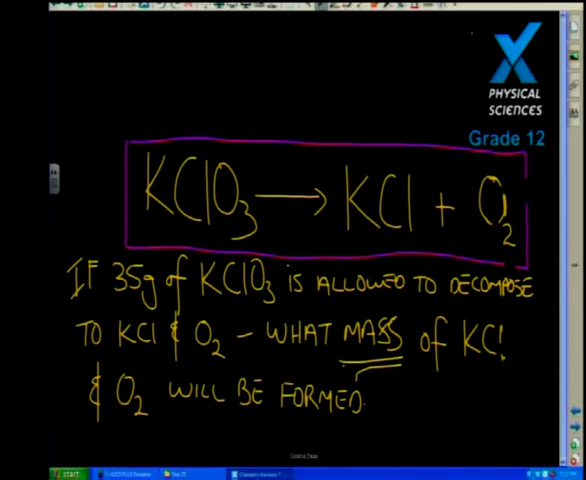 PHYSICAL
SCIENCES
Grade 12
KClO₃ → KCl + O₂
IF 35g of KClO₃ IS ALLOWED TO DECOMPOSE
TO KCl & O₂ – WHAT MASS of KCl
& O₂ WILL BE FORMED.
start